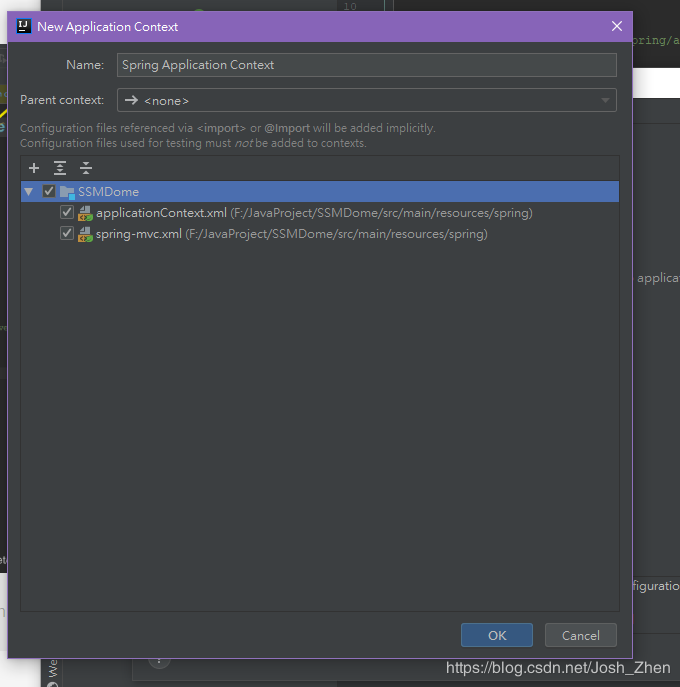 10
New Application Context
Name: Spring Application Context
pring/a
Parent context: <none>
Configuration files referenced via <import> or @Import will be added implicitly.
Configuration files used for testing must not be added to contexts.
SSMDome
applicationContext.xml (F:/JavaProject/SSMDome/src/main/resources/spring)
spring-mvc.xml (F:/JavaProject/SSMDome/src/main/resources/spring)
applicat
figuratio
OK Cancel
We
https://blog.csdn.net/Josh_Zhen